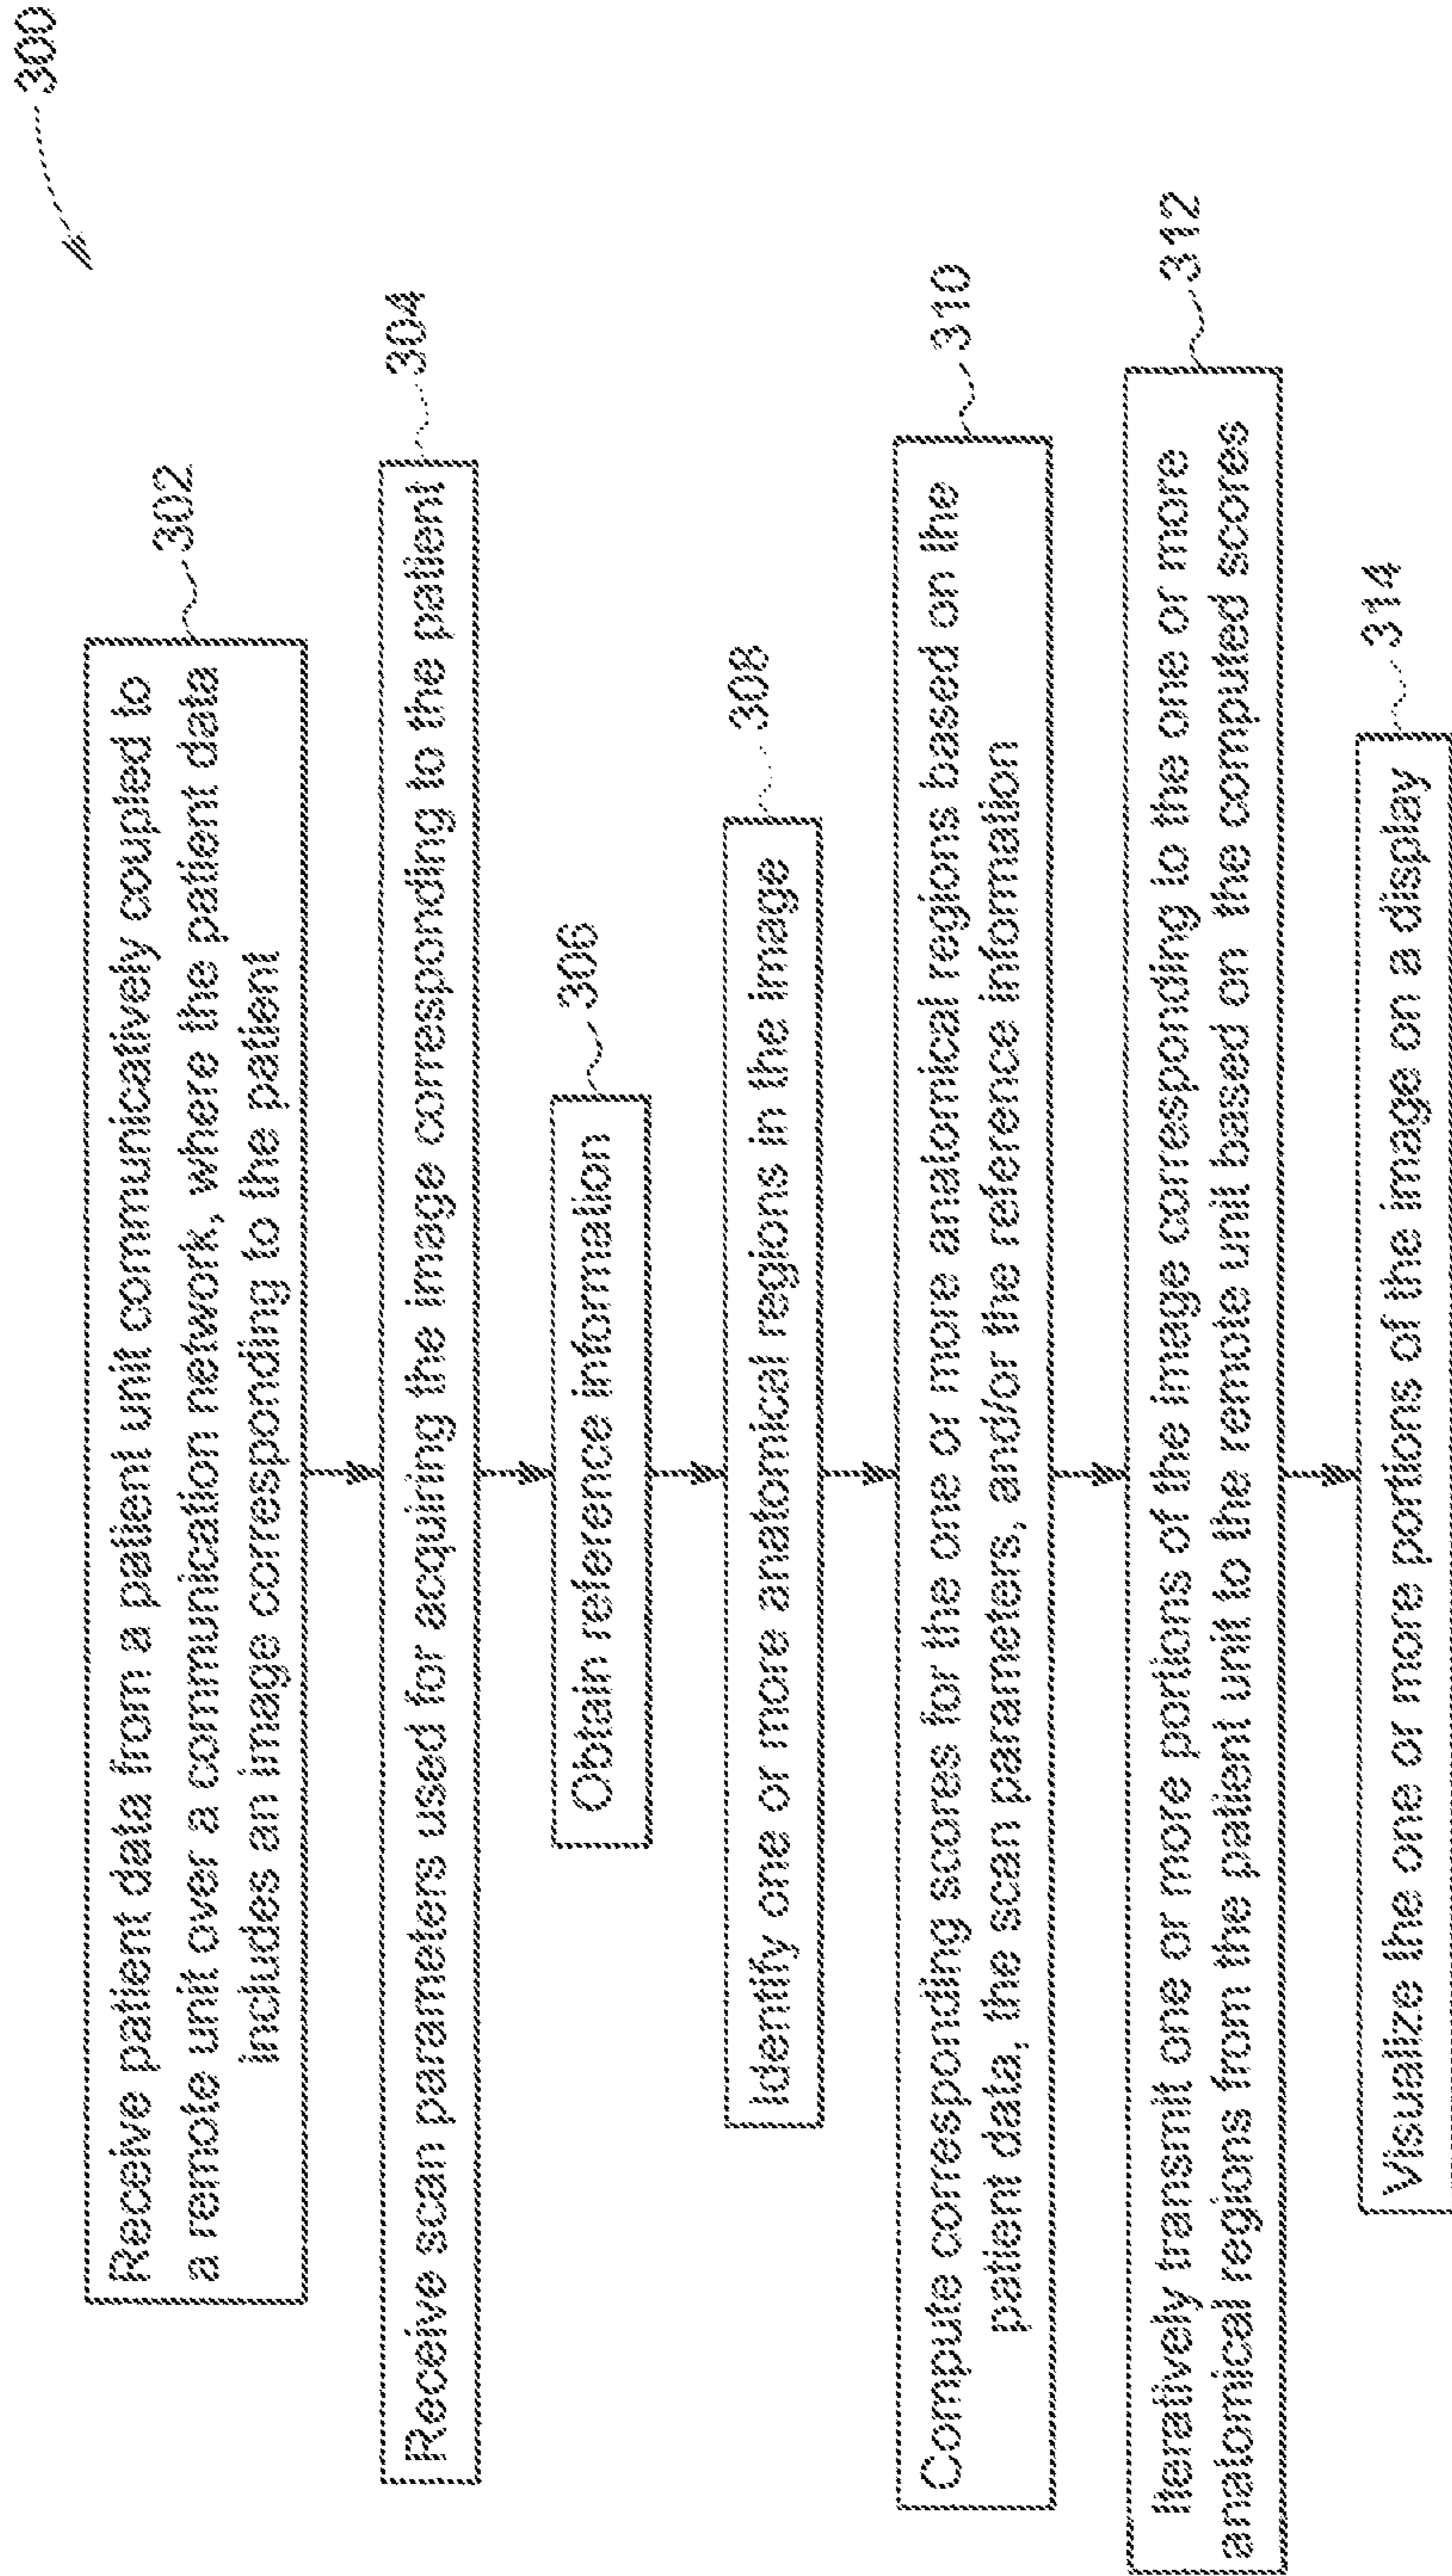 300
302
Receive patient data from a patient unit communicatively coupled to
a remote unit over a communication network, where the patient data
includes an image corresponding to the patient
304
Receive scan parameters used for acquiring the image corresponding to the patient
306
Obtain reference information
308
Identify one or more anatomical regions in the image
310
Compute corresponding scores for the one or more anatomical regions based on the
patient data, the scan parameters, and/or the reference information
312
Iteratively transmit one or more portions of the image corresponding to the one or more
anatomical regions from the patient unit to the remote unit based on the computed scores
314
Visualize the one or more portions of the image on a display